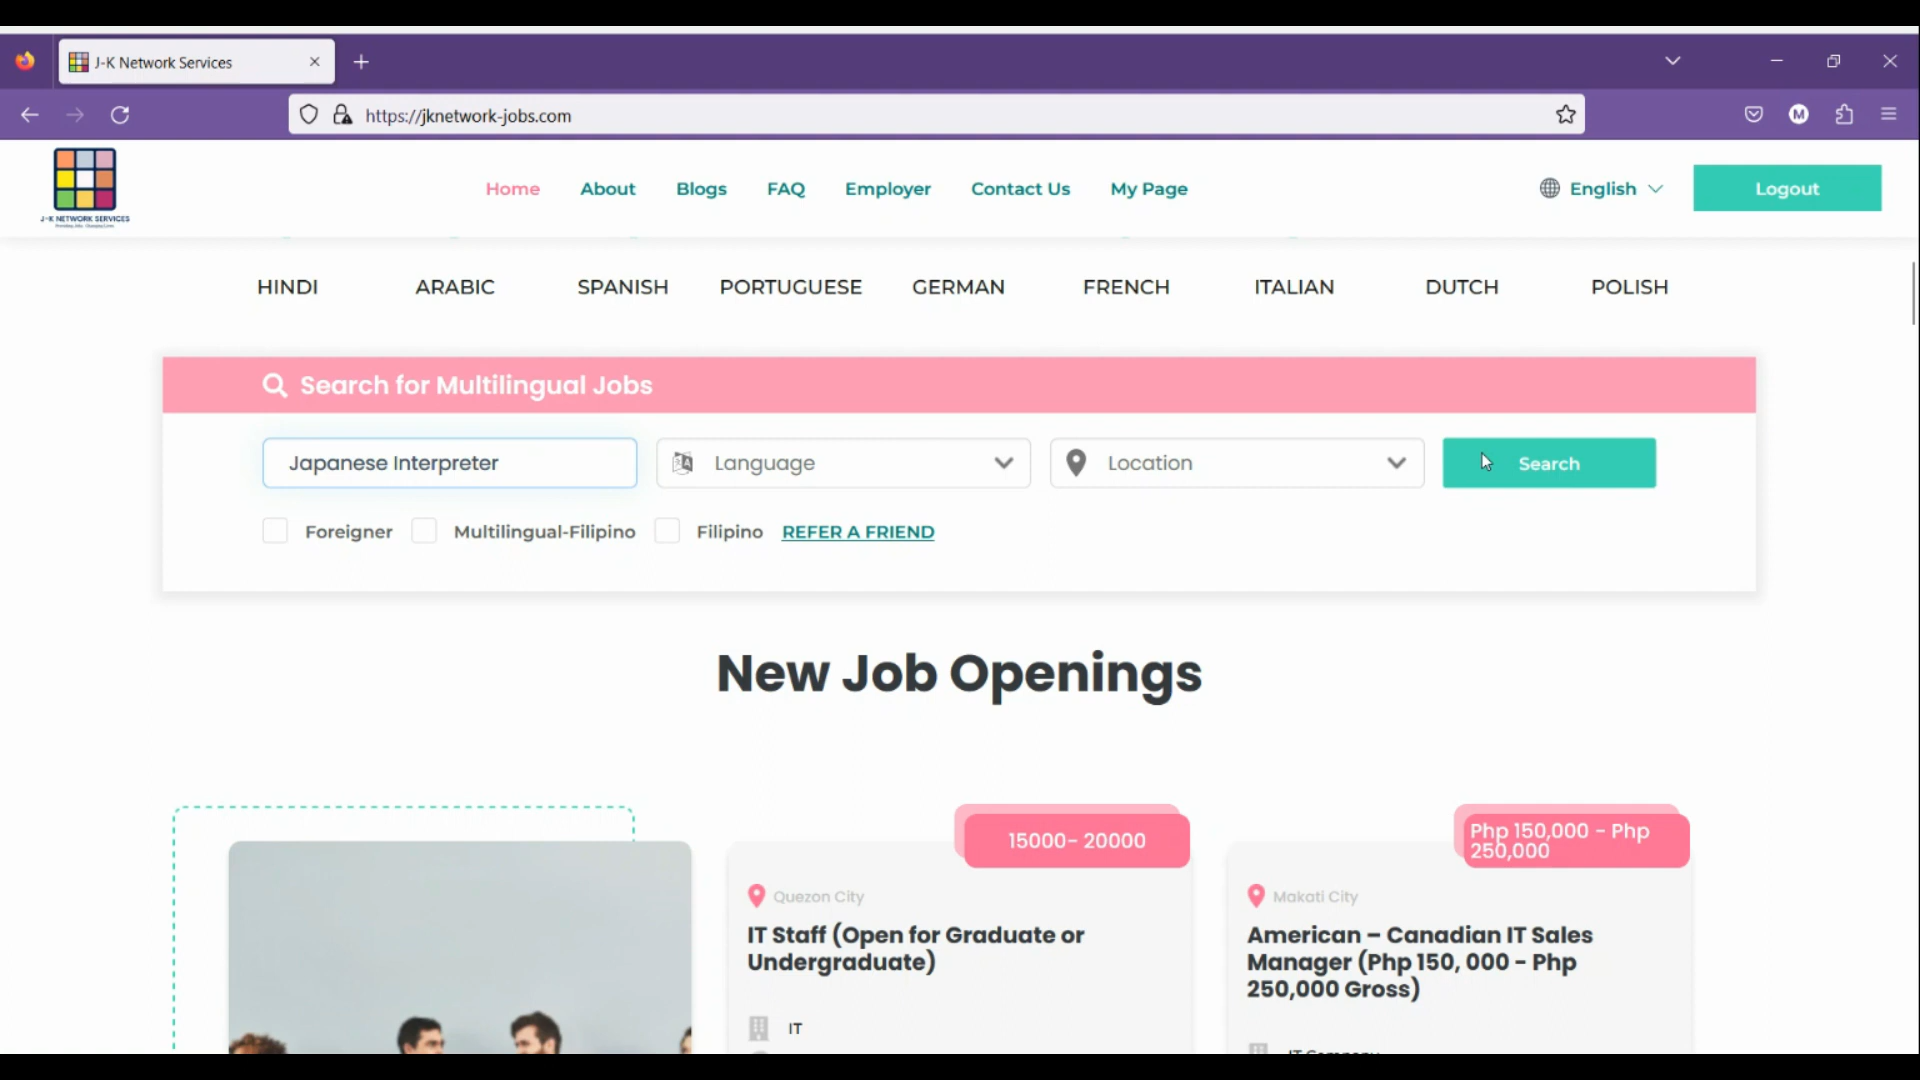 J-K Network Services
https://jknetwork-jobs.com
M
J-K NETWORK SERVICES
Home
About
Blogs
FAQ
Employer
Contact Us
My Page
English
Logout
HINDI
ARABIC
SPANISH
PORTUGUESE
GERMAN
FRENCH
ITALIAN
DUTCH
POLISH
Search for Multilingual Jobs
Japanese Interpreter
Language
Location
Search
Foreigner
Multilingual-Filipino
Filipino
REFER A FRIEND
New Job Openings
15000- 20000
Quezon City
IT Staff (Open for Graduate or
Undergraduate)
IT
Php 150,000 - Php
250,000
Makati City
American – Canadian IT Sales
Manager (Php 150, 000 - Php
250,000 Gross)
IT Company